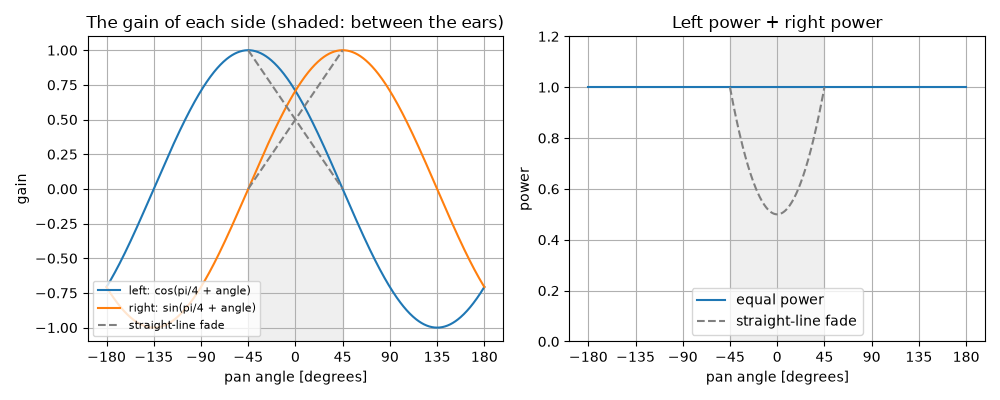 The gain of each side (shaded: between the ears)
1.00
0.75
0.50
0.25
0.00
−0.25
−0.50
−0.75
−1.00
gain
left: cos(pi/4 + angle)
right: sin(pi/4 + angle)
straight-line fade
−180 −135 −90 −45 0 45 90 135 180
pan angle [degrees]
Left power + right power
1.2
1.0
0.8
0.6
0.4
0.2
0.0
power
equal power
straight-line fade
−180 −135 −90 −45 0 45 90 135 180
pan angle [degrees]